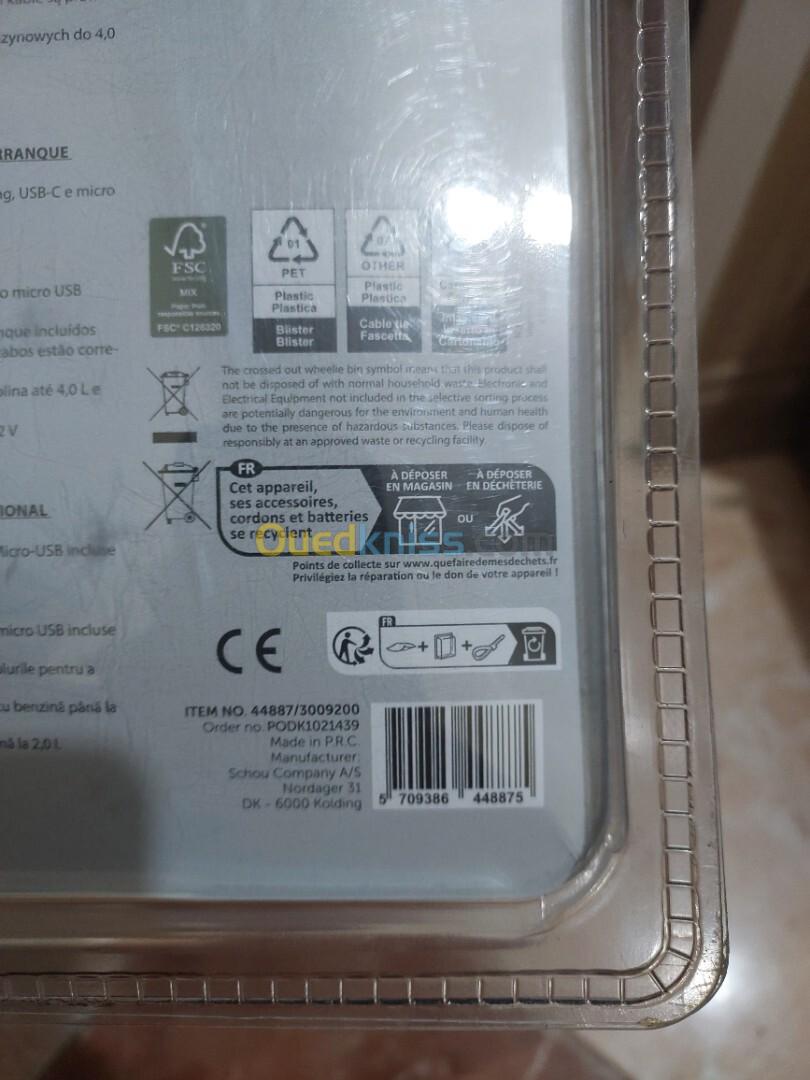 zynowych do 4,0
RRANQUE
ng, USB-C e micro
o micro USB
nque incluídos
cabos estão corre-
olina até 4,0 L e
2 V
IONAL
Micro-USB incluse
micro USB incluse
blurile pentru a
cu benzină până la
nă la 2,0 L
FSC
MIX
FSC® C126320
01
PET
Plastic
Plastica
Blister
Blister
07
OTHER
Plastic
Plastica
Cable tie
Fascetta
The crossed out wheelie bin symbol means that this product shall
not be disposed of with normal household waste. Electronic and
Electrical Equipment not included in the selective sorting process
are potentially dangerous for the environment and human health
due to the presence of hazardous substances. Please dispose of
responsibly at an approved waste or recycling facility.
FR
Cet appareil,
ses accessoires,
cordons et batteries
se recyclent
À DÉPOSER
EN MAGASIN
OU
À DÉPOSER
EN DÉCHÈTERIE
Ouedkniss.com
Points de collecte sur www.quefairedemesdechets.fr
Privilégiez la réparation ou le don de votre appareil !
CE
FR
+ +
ITEM NO. 44887/3009200
Order no. PODK1021439
Made in P.R.C.
Manufacturer:
Schou Company A/S
Nordager 31
DK - 6000 Kolding
5 709386 448875